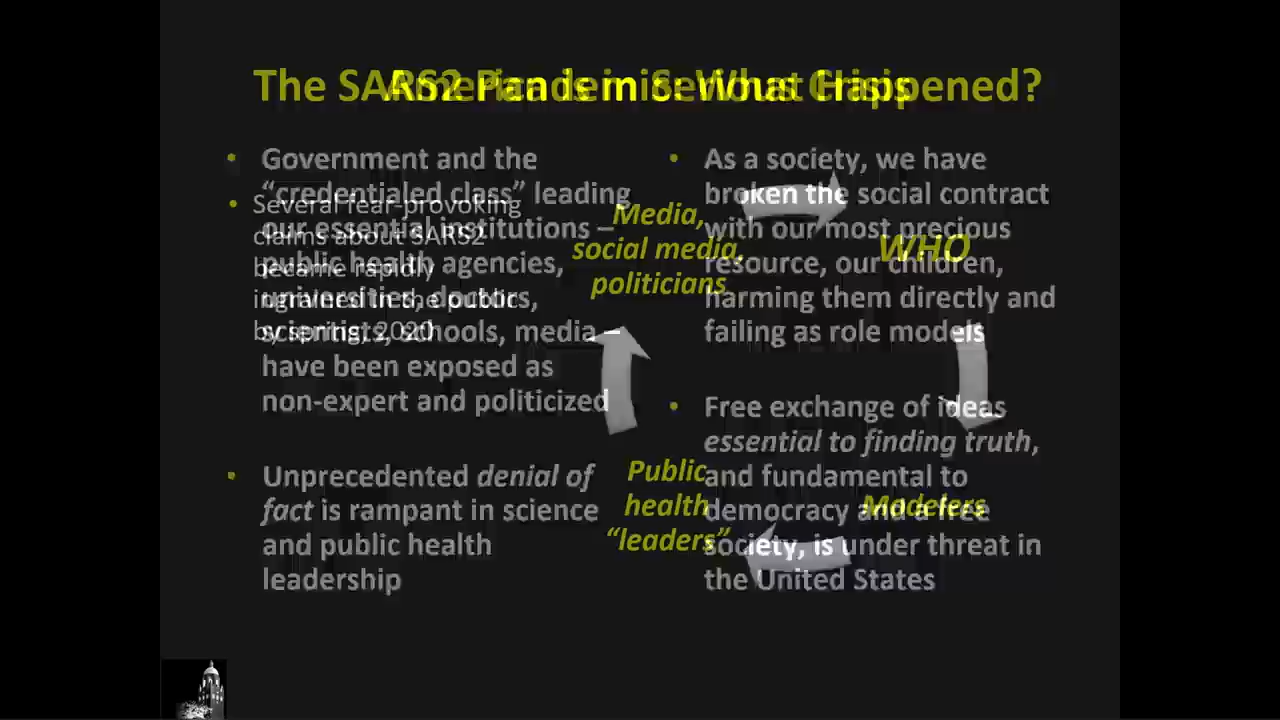 The SARS2 Pandemic: What Happened?
America is in Serious Crisis
• Government and the
“credentialed class” leading
our essential institutions –
public health agencies,
universities, doctors,
scientists, schools, media –
have been exposed as
non-expert and politicized
• Unprecedented denial of
fact is rampant in science
and public health
leadership
• As a society, we have
broken the social contract
with our most precious
resource, our children,
harming them directly and
failing as role models
• Free exchange of ideas
essential to finding truth,
and fundamental to
democracy and a free
society, is under threat in
the United States
• Several fear-provoking
claims about SARS2
became rapidly
ingrained in the public
by spring, 2020
Media,
social media,
politicians
WHO
Modelers
Public
health
“leaders”